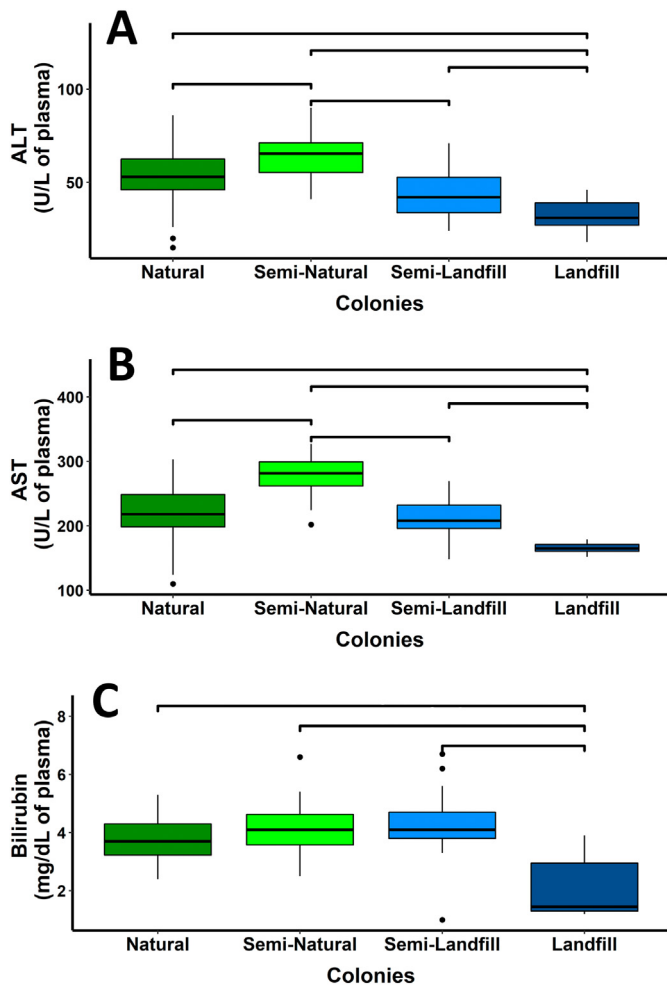 A
ALT
(U/L of plasma)
100
50
Natural Semi-Natural Semi-Landfill Landfill
Colonies
B
AST
(U/L of plasma)
400
300
200
100
Natural Semi-Natural Semi-Landfill Landfill
Colonies
C
Bilirubin
(mg/dL of plasma)
8
6
4
2
Natural Semi-Natural Semi-Landfill Landfill
Colonies